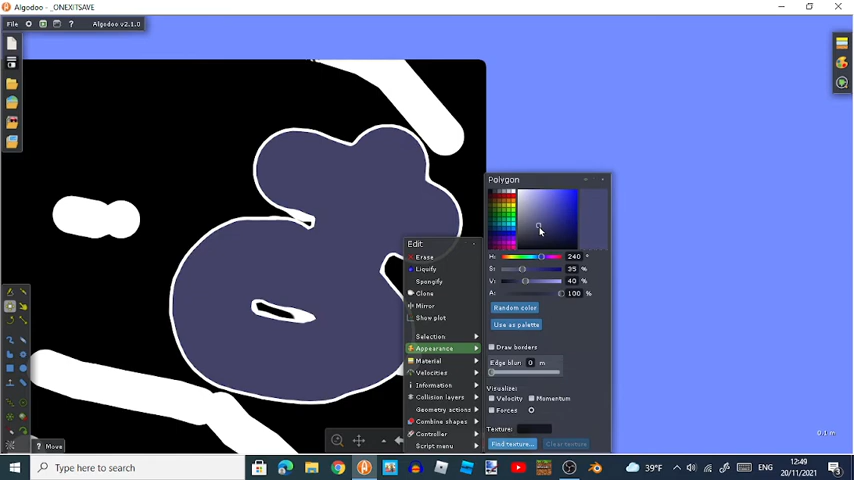 Algodoo - _ONEXITSAVE
File
?
Algodoo v2.1.0
Polygon
Edit
Erase
Liquify
Spongify
Clone
Mirror
Show plot
Selection
Appearance
Material
Velocities
Information
Collision layers
Geometry actions
Combine shapes
Controller
Script menu
H: 240 °
S: 35 %
V: 40 %
A: 100 %
Random color
Use as palette
Draw borders
Edge blur: 0 m
Visualize:
Velocity
Momentum
Forces
Texture:
Find texture...
Clear texture
0.1 m
? Move
Type here to search
39°F
ENG
12:49
20/11/2021
3